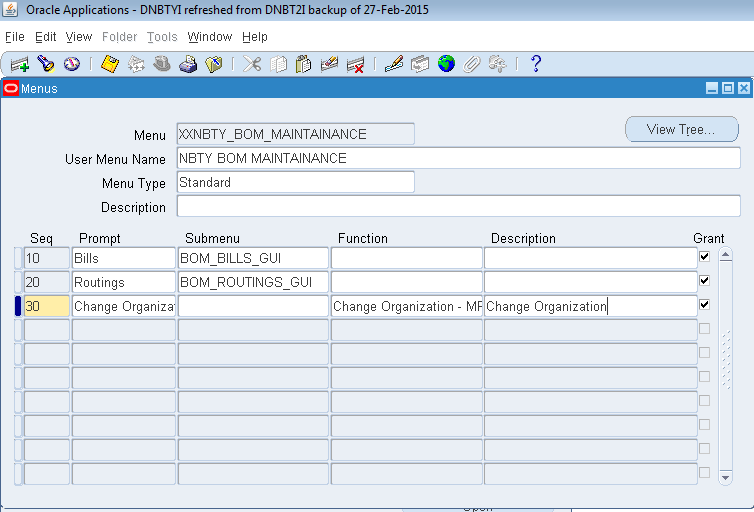 Oracle Applications - DNBTYI refreshed from DNBT2I backup of 27-Feb-2015
File Edit View Folder Tools Window Help
Menus
Menu XXNBTY_BOM_MAINTAINANCE View Tree...
User Menu Name NBTY BOM MAINTAINANCE
Menu Type Standard
Description
Seq Prompt Submenu Function Description Grant
10 Bills BOM_BILLS_GUI
20 Routings BOM_ROUTINGS_GUI
30 Change Organizat Change Organization - MF Change Organization